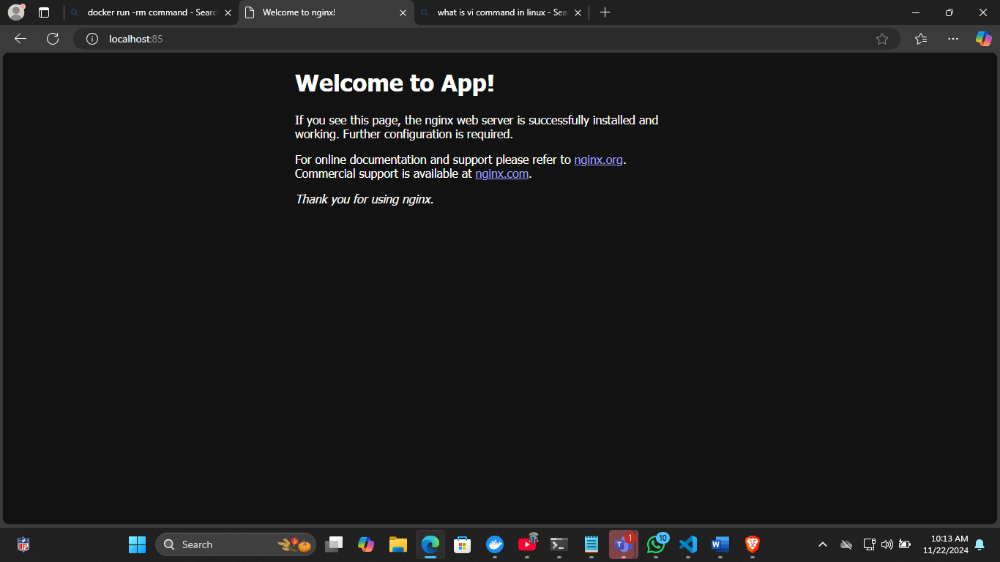 docker run -rm command - Searc
Welcome to nginx!
what is vi command in linux - Sea
localhost:85
Welcome to App!
If you see this page, the nginx web server is successfully installed and
working. Further configuration is required.
For online documentation and support please refer to nginx.org.
Commercial support is available at nginx.com.
Thank you for using nginx.
NFL
Search
1
10
10:13 AM
11/22/2024